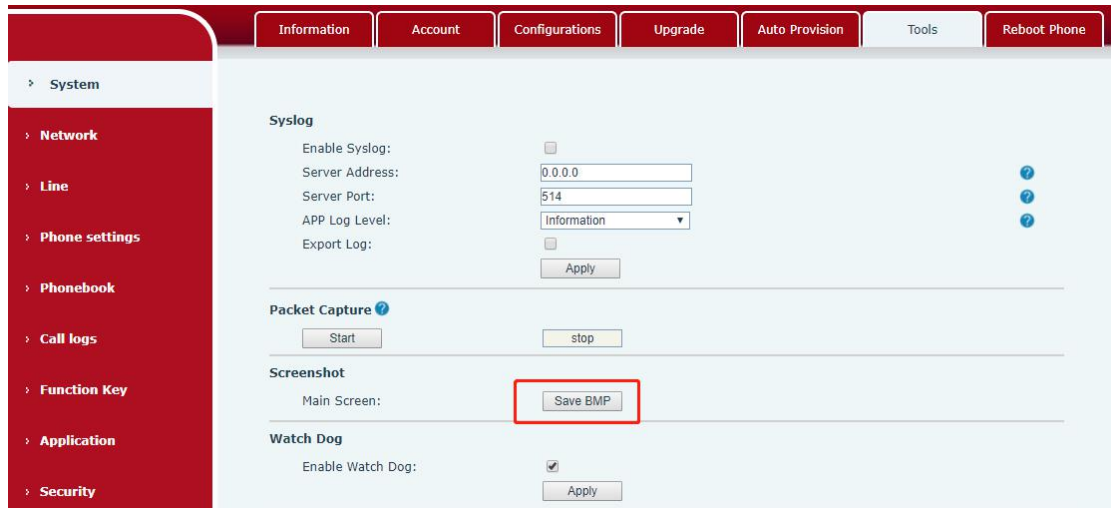 Information Account Configurations Upgrade Auto Provision Tools Reboot Phone
› System
› Network
› Line
› Phone settings
› Phonebook
› Call logs
› Function Key
› Application
› Security
Syslog
Enable Syslog:
Server Address: 0.0.0.0 ?
Server Port: 514 ?
APP Log Level: Information ?
Export Log:
Apply
Packet Capture ?
Start stop
Screenshot
Main Screen: Save BMP
Watch Dog
Enable Watch Dog:
Apply